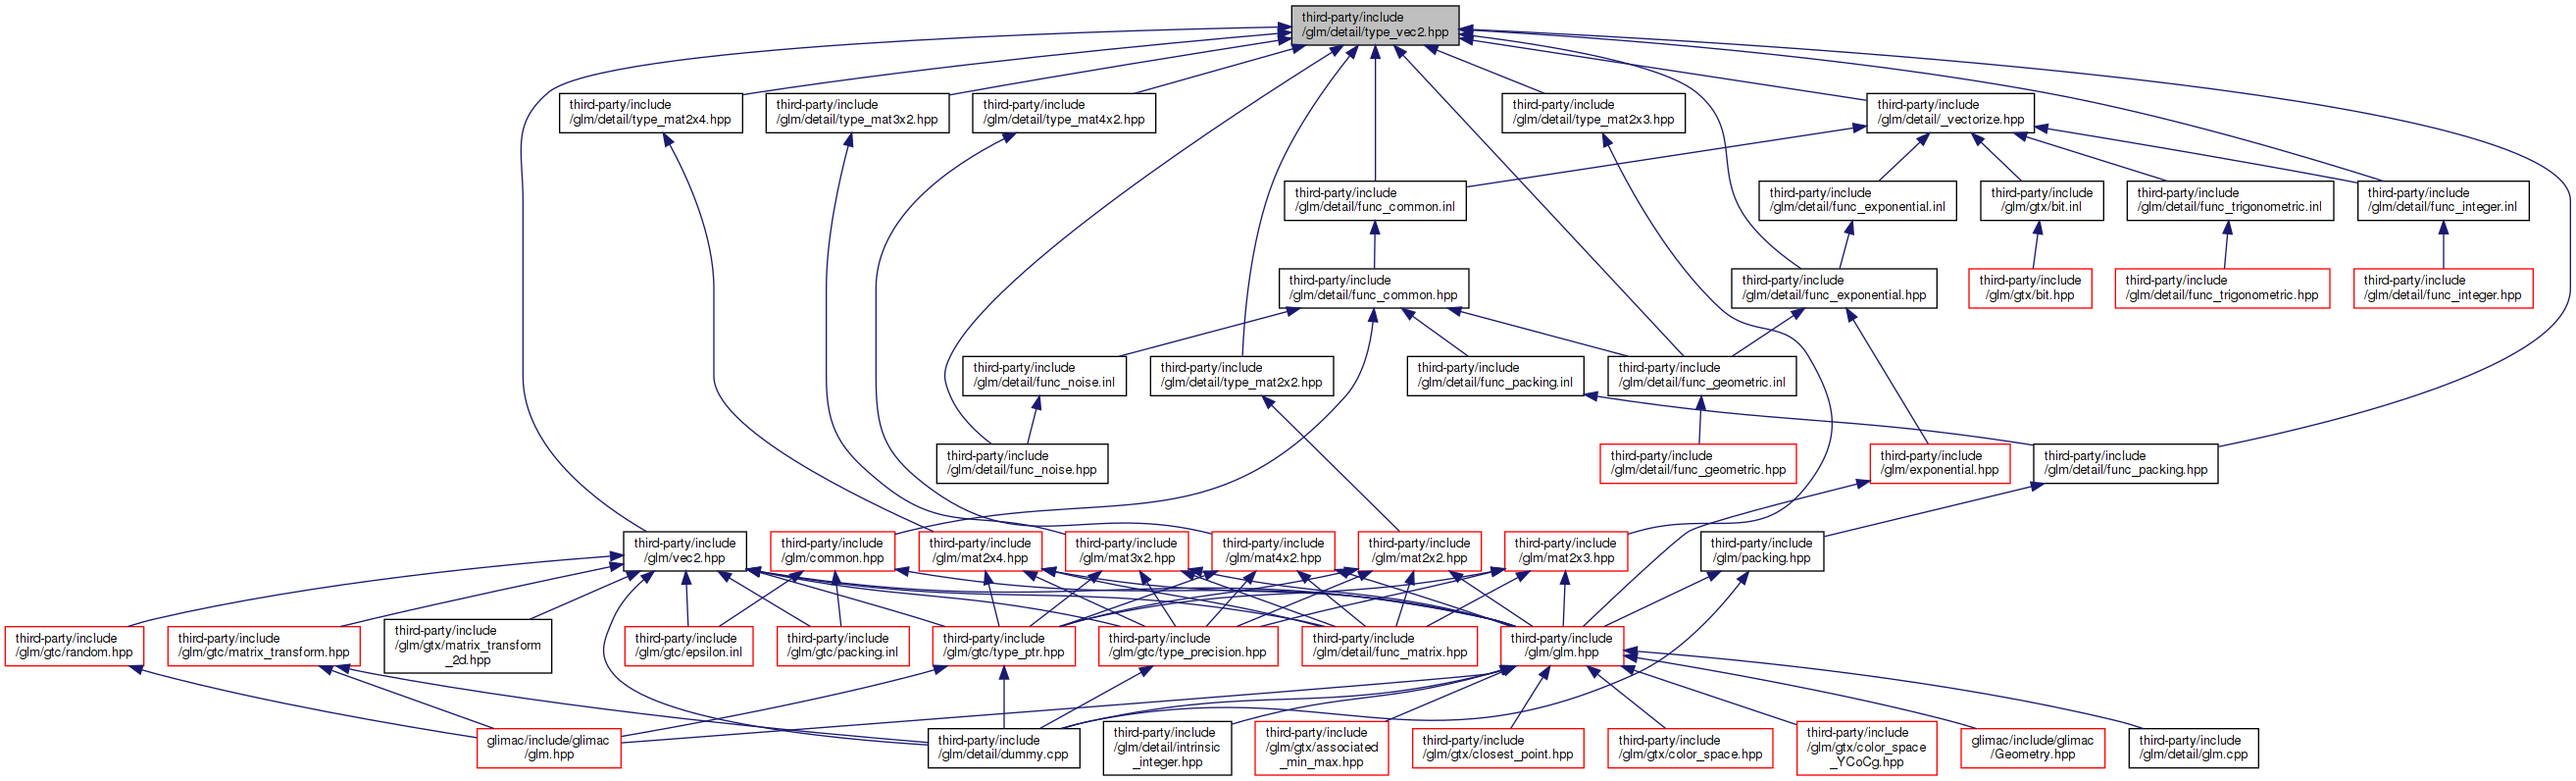 third-party/include
/glm/detail/type_vec2.hpp
third-party/include
/glm/detail/type_mat2x4.hpp
third-party/include
/glm/detail/type_mat3x2.hpp
third-party/include
/glm/detail/type_mat4x2.hpp
third-party/include
/glm/detail/type_mat2x3.hpp
third-party/include
/glm/detail/_vectorize.hpp
third-party/include
/glm/detail/func_common.inl
third-party/include
/glm/detail/func_exponential.inl
third-party/include
/glm/gtx/bit.inl
third-party/include
/glm/detail/func_trigonometric.inl
third-party/include
/glm/detail/func_integer.inl
third-party/include
/glm/detail/func_common.hpp
third-party/include
/glm/detail/func_exponential.hpp
third-party/include
/glm/gtx/bit.hpp
third-party/include
/glm/detail/func_trigonometric.hpp
third-party/include
/glm/detail/func_integer.hpp
third-party/include
/glm/detail/func_noise.inl
third-party/include
/glm/detail/type_mat2x2.hpp
third-party/include
/glm/detail/func_packing.inl
third-party/include
/glm/detail/func_geometric.inl
third-party/include
/glm/detail/func_noise.hpp
third-party/include
/glm/detail/func_geometric.hpp
third-party/include
/glm/exponential.hpp
third-party/include
/glm/detail/func_packing.hpp
third-party/include
/glm/vec2.hpp
third-party/include
/glm/common.hpp
third-party/include
/glm/mat2x4.hpp
third-party/include
/glm/mat3x2.hpp
third-party/include
/glm/mat4x2.hpp
third-party/include
/glm/mat2x2.hpp
third-party/include
/glm/mat2x3.hpp
third-party/include
/glm/packing.hpp
third-party/include
/glm/gtc/random.hpp
third-party/include
/glm/gtc/matrix_transform.hpp
third-party/include
/glm/gtx/matrix_transform
_2d.hpp
third-party/include
/glm/gtc/epsilon.inl
third-party/include
/glm/gtc/packing.inl
third-party/include
/glm/gtc/type_ptr.hpp
third-party/include
/glm/gtc/type_precision.hpp
third-party/include
/glm/detail/func_matrix.hpp
third-party/include
/glm/glm.hpp
glimac/include/glimac
/glm.hpp
third-party/include
/glm/detail/dummy.cpp
third-party/include
/glm/detail/intrinsic
_integer.hpp
third-party/include
/glm/gtx/associated
_min_max.hpp
third-party/include
/glm/gtx/closest_point.hpp
third-party/include
/glm/gtx/color_space.hpp
third-party/include
/glm/gtx/color_space
_YCoCg.hpp
glimac/include/glimac
/Geometry.hpp
third-party/include
/glm/detail/glm.cpp